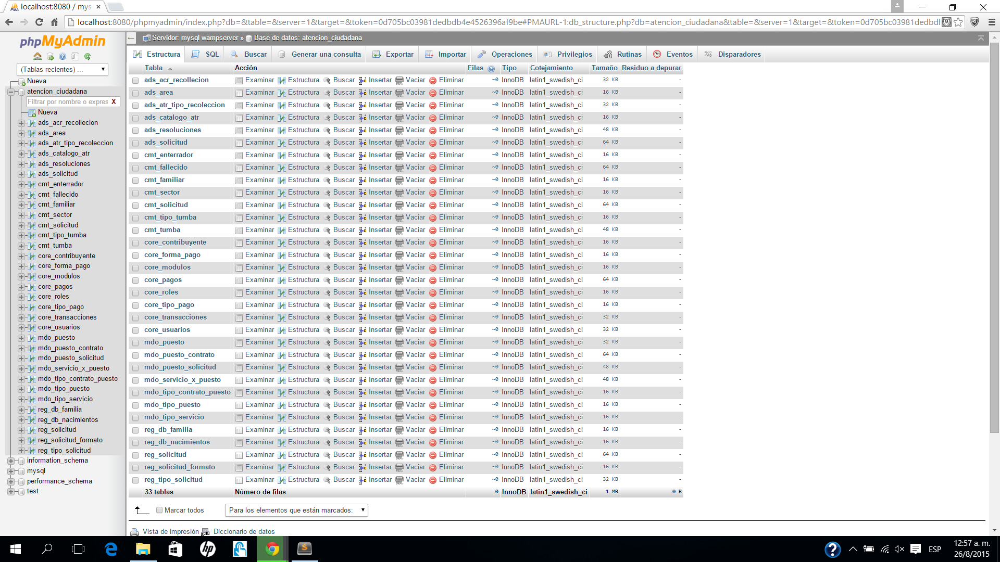 localhost:8080 / mys
localhost:8080/phpmyadmin/index.php?db=&table=&server=1&target=&token=0d705bc03981dedbdb4e4526396af9be#PMAURL-1:db_structure.php?db=atencion_ciudadana&table=&server=1&target=&token=0d705bc03981dedbdl
phpMyAdmin
(Tablas recientes) ...
Nueva
atencion_ciudadana
Filtrar por nombre o expres X
Nueva
ads_acr_recollecion
ads_area
ads_atr_tipo_recoleccion
ads_catalogo_atr
ads_resoluciones
ads_solicitud
cmt_enterrador
cmt_fallecido
cmt_familiar
cmt_sector
cmt_solicitud
cmt_tipo_tumba
cmt_tumba
core_contribuyente
core_forma_pago
core_modulos
core_pagos
core_roles
core_tipo_pago
core_transacciones
core_usuarios
mdo_puesto
mdo_puesto_contrato
mdo_puesto_solicitud
mdo_servicio_x_puesto
mdo_tipo_contrato_puesto
mdo_tipo_puesto
mdo_tipo_servicio
reg_db_familia
reg_db_nacimientos
reg_solicitud
reg_solicitud_formato
reg_tipo_solicitud
information_schema
mysql
performance_schema
test
Servidor: mysql wampserver » Base de datos: atencion_ciudadana
Estructura SQL Buscar Generar una consulta Exportar Importar Operaciones Privilegios Rutinas Eventos Disparadores
Tabla Acción Filas Tipo Cotejamiento Tamaño Residuo a depurar
ads_acr_recollecion Examinar Estructura Buscar Insertar Vaciar Eliminar ~0 InnoDB latin1_swedish_ci 32 KB -
ads_area Examinar Estructura Buscar Insertar Vaciar Eliminar ~0 InnoDB latin1_swedish_ci 16 KB -
ads_atr_tipo_recoleccion Examinar Estructura Buscar Insertar Vaciar Eliminar ~0 InnoDB latin1_swedish_ci 32 KB -
ads_catalogo_atr Examinar Estructura Buscar Insertar Vaciar Eliminar ~0 InnoDB latin1_swedish_ci 16 KB -
ads_resoluciones Examinar Estructura Buscar Insertar Vaciar Eliminar ~0 InnoDB latin1_swedish_ci 48 KB -
ads_solicitud Examinar Estructura Buscar Insertar Vaciar Eliminar ~0 InnoDB latin1_swedish_ci 64 KB -
cmt_enterrador Examinar Estructura Buscar Insertar Vaciar Eliminar ~0 InnoDB latin1_swedish_ci 16 KB -
cmt_fallecido Examinar Estructura Buscar Insertar Vaciar Eliminar ~0 InnoDB latin1_swedish_ci 64 KB -
cmt_familiar Examinar Estructura Buscar Insertar Vaciar Eliminar ~0 InnoDB latin1_swedish_ci 16 KB -
cmt_sector Examinar Estructura Buscar Insertar Vaciar Eliminar ~0 InnoDB latin1_swedish_ci 16 KB -
cmt_solicitud Examinar Estructura Buscar Insertar Vaciar Eliminar ~0 InnoDB latin1_swedish_ci 64 KB -
cmt_tipo_tumba Examinar Estructura Buscar Insertar Vaciar Eliminar ~0 InnoDB latin1_swedish_ci 16 KB -
cmt_tumba Examinar Estructura Buscar Insertar Vaciar Eliminar ~0 InnoDB latin1_swedish_ci 48 KB -
core_contribuyente Examinar Estructura Buscar Insertar Vaciar Eliminar ~0 InnoDB latin1_swedish_ci 16 KB -
core_forma_pago Examinar Estructura Buscar Insertar Vaciar Eliminar ~0 InnoDB latin1_swedish_ci 16 KB -
core_modulos Examinar Estructura Buscar Insertar Vaciar Eliminar ~0 InnoDB latin1_swedish_ci 16 KB -
core_pagos Examinar Estructura Buscar Insertar Vaciar Eliminar ~0 InnoDB latin1_swedish_ci 64 KB -
core_roles Examinar Estructura Buscar Insertar Vaciar Eliminar ~0 InnoDB latin1_swedish_ci 16 KB -
core_tipo_pago Examinar Estructura Buscar Insertar Vaciar Eliminar ~0 InnoDB latin1_swedish_ci 16 KB -
core_transacciones Examinar Estructura Buscar Insertar Vaciar Eliminar ~0 InnoDB latin1_swedish_ci 32 KB -
core_usuarios Examinar Estructura Buscar Insertar Vaciar Eliminar ~0 InnoDB latin1_swedish_ci 32 KB -
mdo_puesto Examinar Estructura Buscar Insertar Vaciar Eliminar ~0 InnoDB latin1_swedish_ci 32 KB -
mdo_puesto_contrato Examinar Estructura Buscar Insertar Vaciar Eliminar ~0 InnoDB latin1_swedish_ci 64 KB -
mdo_puesto_solicitud Examinar Estructura Buscar Insertar Vaciar Eliminar ~0 InnoDB latin1_swedish_ci 48 KB -
mdo_servicio_x_puesto Examinar Estructura Buscar Insertar Vaciar Eliminar ~0 InnoDB latin1_swedish_ci 48 KB -
mdo_tipo_contrato_puesto Examinar Estructura Buscar Insertar Vaciar Eliminar ~0 InnoDB latin1_swedish_ci 16 KB -
mdo_tipo_puesto Examinar Estructura Buscar Insertar Vaciar Eliminar ~0 InnoDB latin1_swedish_ci 16 KB -
mdo_tipo_servicio Examinar Estructura Buscar Insertar Vaciar Eliminar ~0 InnoDB latin1_swedish_ci 16 KB -
reg_db_familia Examinar Estructura Buscar Insertar Vaciar Eliminar ~0 InnoDB latin1_swedish_ci 16 KB -
reg_db_nacimientos Examinar Estructura Buscar Insertar Vaciar Eliminar ~0 InnoDB latin1_swedish_ci 16 KB -
reg_solicitud Examinar Estructura Buscar Insertar Vaciar Eliminar ~0 InnoDB latin1_swedish_ci 64 KB -
reg_solicitud_formato Examinar Estructura Buscar Insertar Vaciar Eliminar ~0 InnoDB latin1_swedish_ci 16 KB -
reg_tipo_solicitud Examinar Estructura Buscar Insertar Vaciar Eliminar ~0 InnoDB latin1_swedish_ci 32 KB -
33 tablas Número de filas 0 InnoDB latin1_swedish_ci 1 MB 0 B
Marcar todos Para los elementos que están marcados:
Vista de impresión Diccionario de datos
ESP
12:57 a. m.
26/8/2015